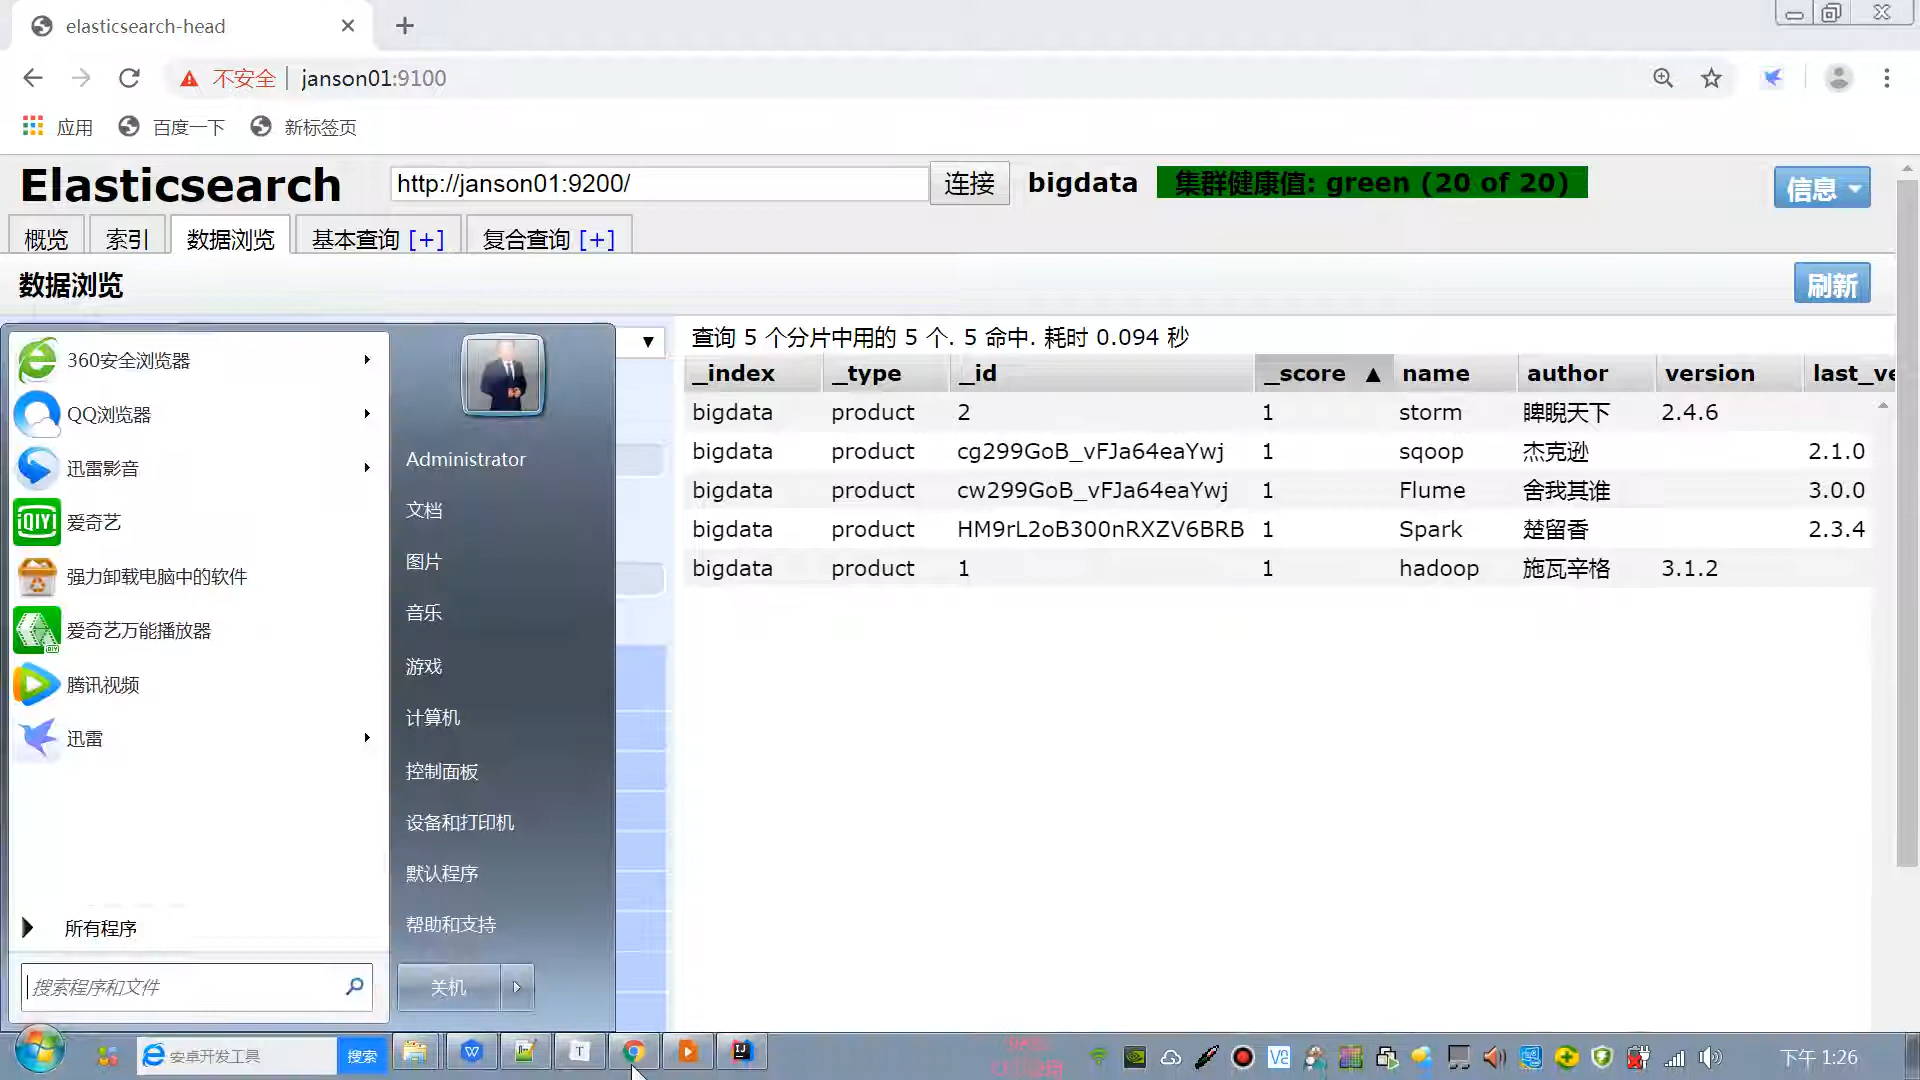 elasticsearch-head
不安全
janson01:9100
应用
百度一下
新标签页
Elasticsearch
http://janson01:9200/
连接
bigdata
集群健康值: green (20 of 20)
信息
概览
索引
数据浏览
基本查询 [+]
复合查询 [+]
数据浏览
刷新
查询 5 个分片中用的 5 个. 5 命中. 耗时 0.094 秒
_index _type _id _score ▲ name author version last_ve
bigdata product 2 1 storm 睥睨天下 2.4.6
bigdata product cg299GoB_vFJa64eaYwj 1 sqoop 杰克逊 2.1.0
bigdata product cw299GoB_vFJa64eaYwj 1 Flume 舍我其谁 3.0.0
bigdata product HM9rL2oB300nRXZV6BRB 1 Spark 楚留香 2.3.4
bigdata product 1 1 hadoop 施瓦辛格 3.1.2
360安全浏览器
QQ浏览器
迅雷影音
爱奇艺
强力卸载电脑中的软件
爱奇艺万能播放器
腾讯视频
迅雷
所有程序
搜索程序和文件
Administrator
文档
图片
音乐
游戏
计算机
控制面板
设备和打印机
默认程序
帮助和支持
关机
安卓开发工具
搜索
下午 1:26